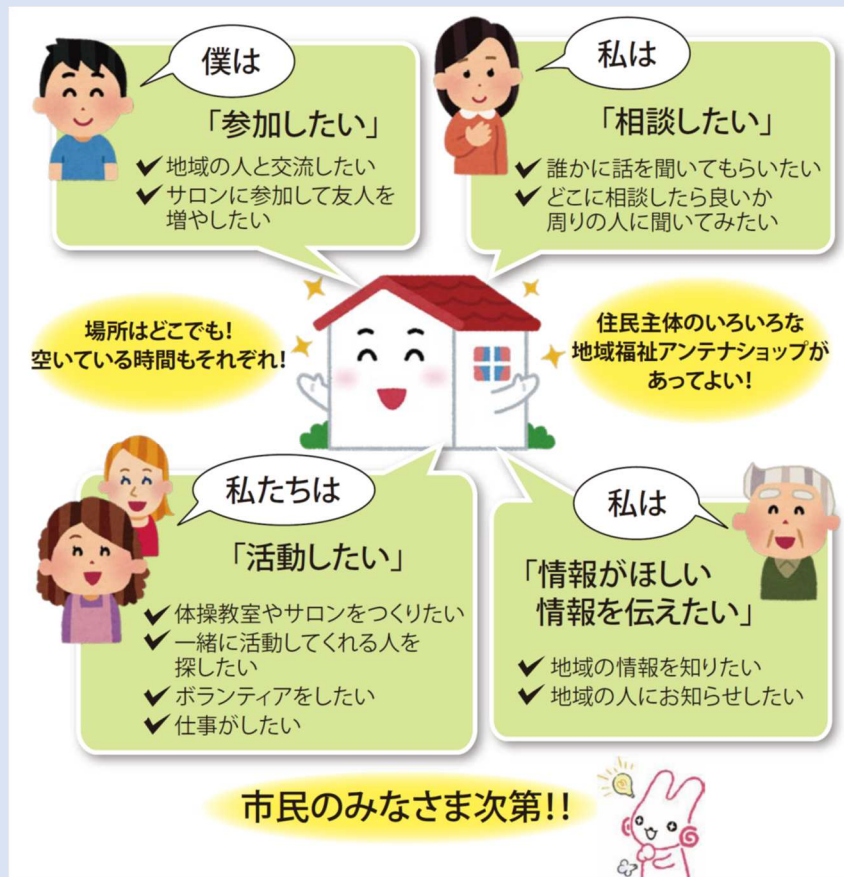 僕は
「参加したい」
✔地域の人と交流したい
✔サロンに参加して友人を
増やしたい
私は
「相談したい」
✔誰かに話を聞いてもらいたい
✔どこに相談したら良いか
周りの人に聞いてみたい
場所はどこでも!
空いている時間もそれぞれ!
住民主体のいろいろな
地域福祉アンテナショップが
あってよい!
私たちは
「活動したい」
✔体操教室やサロンをつくりたい
✔一緒に活動してくれる人を
探したい
✔ボランティアをしたい
✔仕事がしたい
私は
「情報がほしい
情報を伝えたい」
✔地域の情報を知りたい
✔地域の人にお知らせしたい
市民のみなさま次第!!